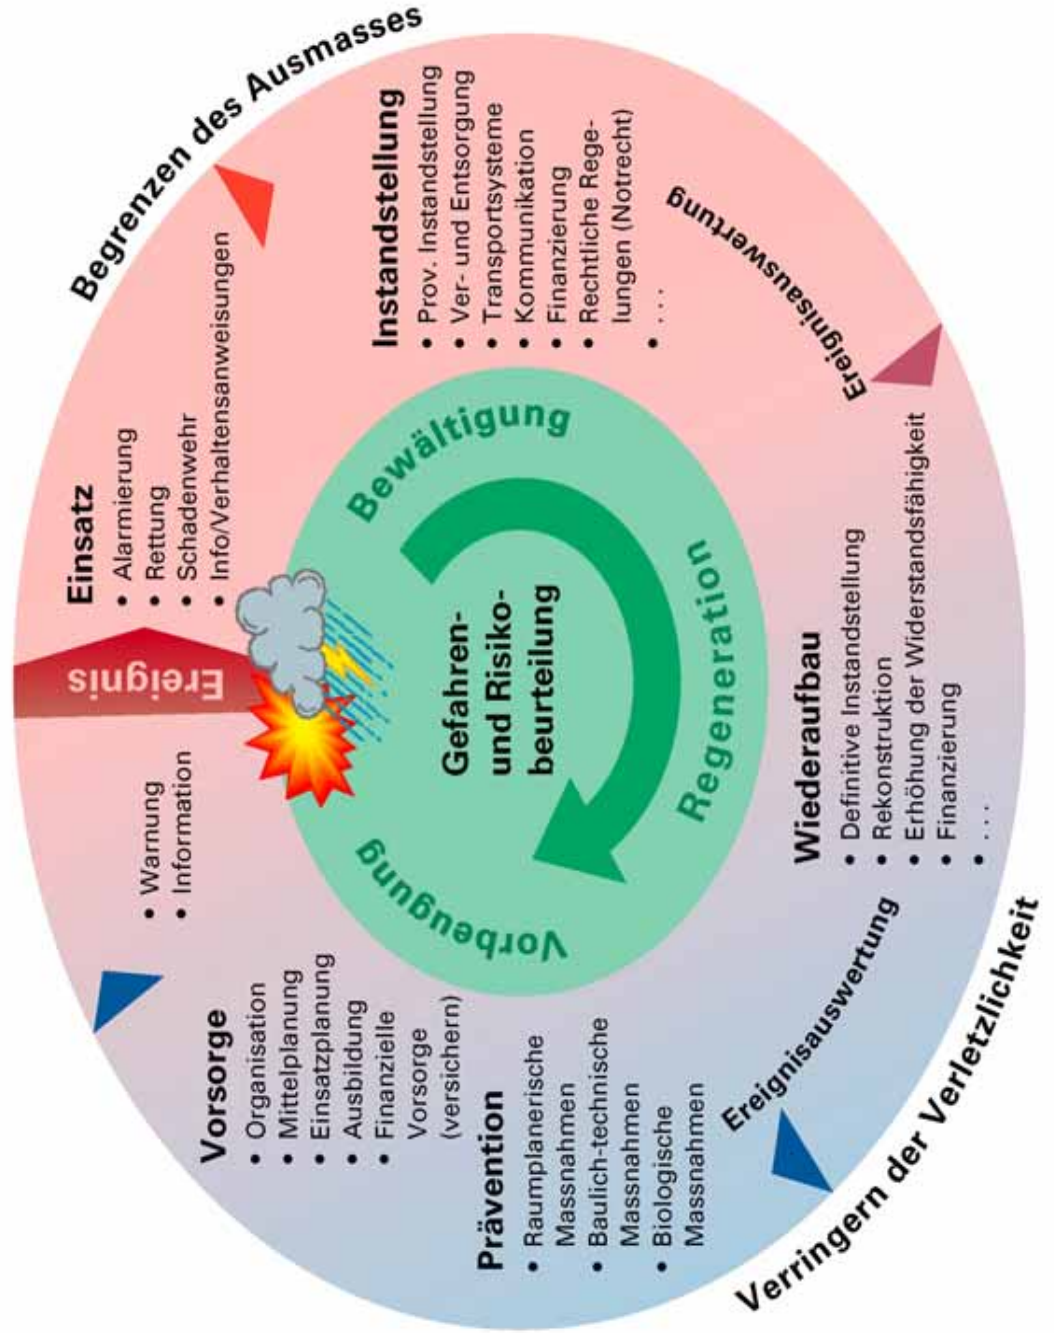 Begrenzen des Ausmasses
Ereignis
Einsatz
• Alarmierung
• Rettung
• Schadenwehr
• Info/Verhaltensanweisungen
Instandstellung
• Prov. Instandstellung
• Ver- und Entsorgung
• Transportsysteme
• Kommunikation
• Finanzierung
• Rechtliche Rege-
lungen (Notrecht)
• ...
Ereignisauswertung
Wiederaufbau
• Definitive Instandstellung
• Rekonstruktion
• Erhöhung der Widerstandsfähigkeit
• Finanzierung
• ...
Ereignisauswertung
Verringern der Verletzlichkeit
Prävention
• Raumplanerische
Massnahmen
• Baulich-technische
Massnahmen
• Biologische
Massnahmen
Vorsorge
• Organisation
• Mittelplanung
• Einsatzplanung
• Ausbildung
• Finanzielle
Vorsorge
(versichern)
• Warnung
• Information
Bewältigung
Regeneration
Vorbeugung
Gefahren-
und Risiko-
beurteilung